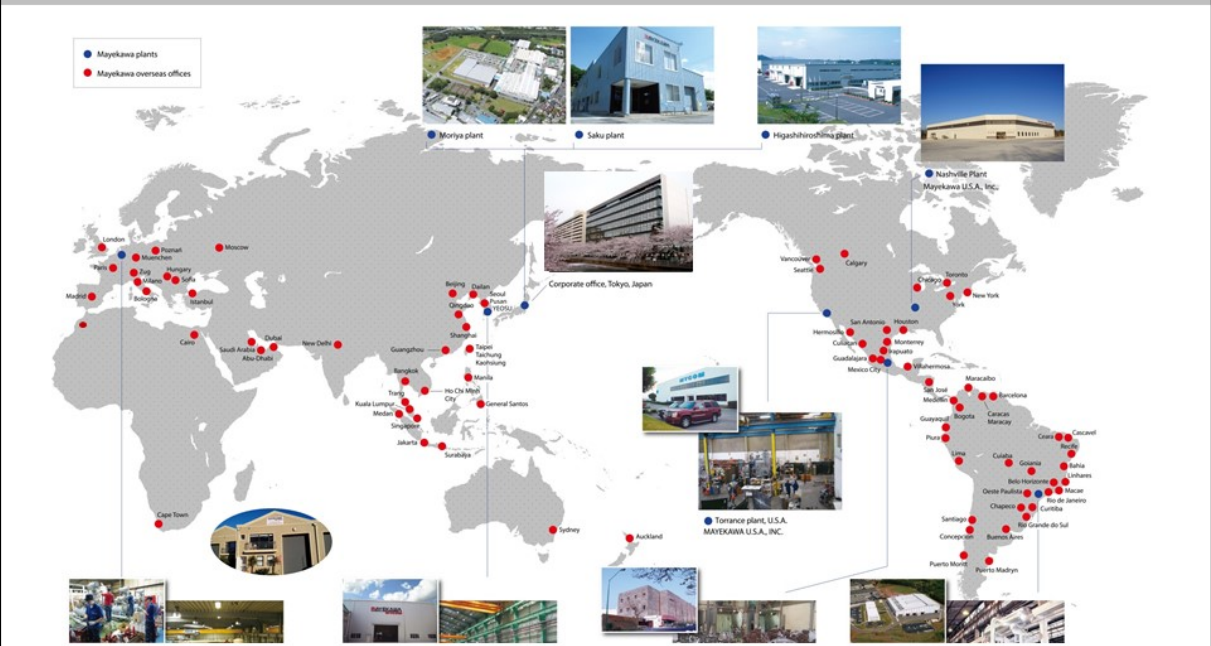 Mayekawa plants
Mayekawa overseas offices
Moriya plant
Saku plant
Higashihiroshima plant
Nashville Plant
Mayekawa U.S.A., Inc.,
Corporate office, Tokyo, Japan
London
Paris
Madrid
Poznań
Muenchen
Zug
Milano
Bologna
Hungary
Sofia
Istanbul
Moscow
Cairo
Saudi Arabia
Dubai
Abu-Dhabi
New Delhi
Cape Town
Beijing
Dailan
Seoul
Pusan
YEOSU
Qingdao
Shanghai
Guangzhou
Taipei
Taichung
Kaohsiung
Bangkok
Manila
Trang
Ho Chi Minh
City
Kuala Lumpur
Medan
Singapore
General Santos
Jakarta
Surabaya
Sydney
Auckland
Vancouver
Seattle
Calgary
Chicago
Toronto
New York
York
Hermosillo
San Antonio
Houston
Culiacan
Monterrey
Irapuato
Guadalajara
Mexico City
Villahermosa
San José
Maracaibo
Barcelona
Medellin
Bogota
Caracas
Maracay
Guayaquil
Piura
Lima
Ceara
Cascavel
Recife
Cuiaba
Goiania
Bahia
Belo Horizonte
Linhares
Oeste Paulista
Macae
Rio de Janeiro
Chapeco
Curitiba
Rio Grande do Sul
Santiago
Concepcion
Buenos Aires
Puerto Montt
Puerto Madryn
MYCOM
Torrance plant, U.S.A.
MAYEKAWA U.S.A., INC.
MAYEKAWA